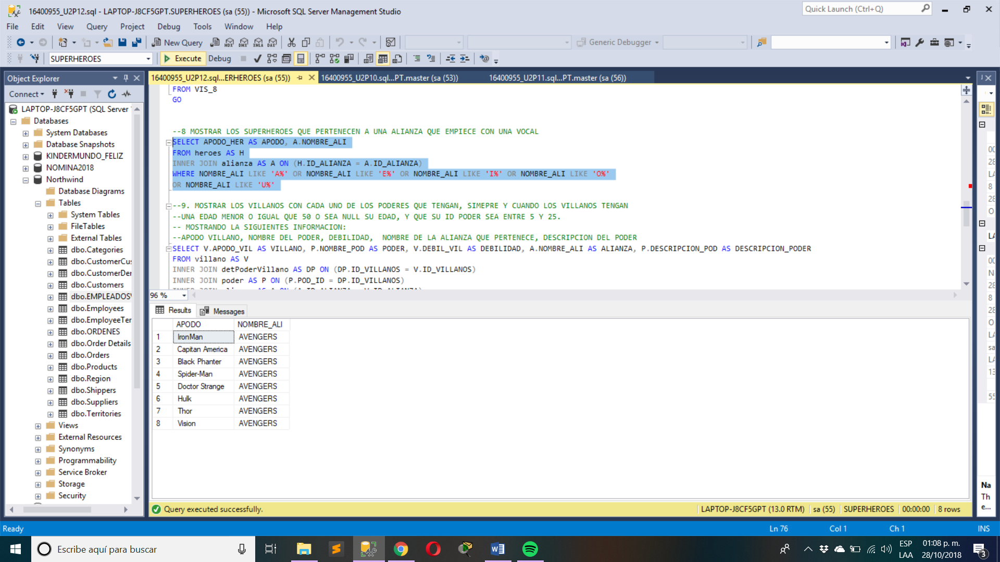 16400955_U2P12.sql - LAPTOP-J8CF5GPT.SUPERHEROES (sa (55)) - Microsoft SQL Server Management Studio
Quick Launch (Ctrl+Q)
File Edit View Query Project Debug Tools Window Help
New Query
MDX DMX XMLA DAX
Generic Debugger
SUPERHEROES
Execute Debug
Object Explorer
Connect
LAPTOP-J8CF5GPT (SQL Server
Databases
System Databases
Database Snapshots
KINDERMUNDO_FELIZ
NOMINA2018
Northwind
Database Diagrams
Tables
System Tables
FileTables
External Tables
dbo.Categories
dbo.CustomerCus
dbo.CustomerDer
dbo.Customers
dbo.EMPLEADOSV
dbo.Employees
dbo.EmployeeTer
dbo.ORDENES
dbo.Order Details
dbo.Orders
dbo.Products
dbo.Region
dbo.Shippers
dbo.Suppliers
dbo.Territories
Views
External Resources
Synonyms
Programmability
Service Broker
Storage
Security
16400955_U2P12.sql...ERHEROES (sa (55)) 16400955_U2P10.sql...PT.master (sa (53)) 16400955_U2P11.sql...PT.master (sa (56))
FROM VIS_8
GO
--8 MOSTRAR LOS SUPERHEROES QUE PERTENECEN A UNA ALIANZA QUE EMPIECE CON UNA VOCAL
SELECT APODO_HER AS APODO, A.NOMBRE_ALI
FROM heroes AS H
INNER JOIN alianza AS A ON (H.ID_ALIANZA = A.ID_ALIANZA)
WHERE NOMBRE_ALI LIKE 'A%' OR NOMBRE_ALI LIKE 'E%' OR NOMBRE_ALI LIKE 'I%' OR NOMBRE_ALI LIKE 'O%'
OR NOMBRE_ALI LIKE 'U%'
--9. MOSTRAR LOS VILLANOS CON CADA UNO DE LOS PODERES QUE TENGAN, SIMEPRE Y CUANDO LOS VILLANOS TENGAN
--UNA EDAD MENOR O IGUAL QUE 50 O SEA NULL SU EDAD, Y QUE SU ID PODER SEA ENTRE 5 Y 25.
-- MOSTRANDO LA SIGUIENTES INFORMACION:
--APODO VILLANO, NOMBRE DEL PODER, DEBILIDAD, NOMBRE DE LA ALIANZA QUE PERTENECE, DESCRIPCION DEL PODER
SELECT V.APODO_VIL AS VILLANO, P.NOMBRE_POD AS PODER, V.DEBIL_VIL AS DEBILIDAD, A.NOMBRE_ALI AS ALIANZA, P.DESCRIPCION_POD AS DESCRIPCION_PODER
FROM villano AS V
INNER JOIN detPoderVillano AS DP ON (DP.ID_VILLANOS = V.ID_VILLANOS)
INNER JOIN poder AS P ON (P.POD_ID = DP.ID_VILLANOS)
96 %
Results Messages
APODO NOMBRE_ALI
1 IronMan AVENGERS
2 Capitan America AVENGERS
3 Black Phanter AVENGERS
4 Spider-Man AVENGERS
5 Doctor Strange AVENGERS
6 Hulk AVENGERS
7 Thor AVENGERS
8 Vision AVENGERS
Query executed successfully.
LAPTOP-J8CF5GPT (13.0 RTM) sa (55) SUPERHEROES 00:00:00 8 rows
Na
Th
e...
Ready
Ln 76 Col 1 Ch 1 INS
Escribe aquí para buscar
ESP
LAA
01:08 p. m.
28/10/2018
3